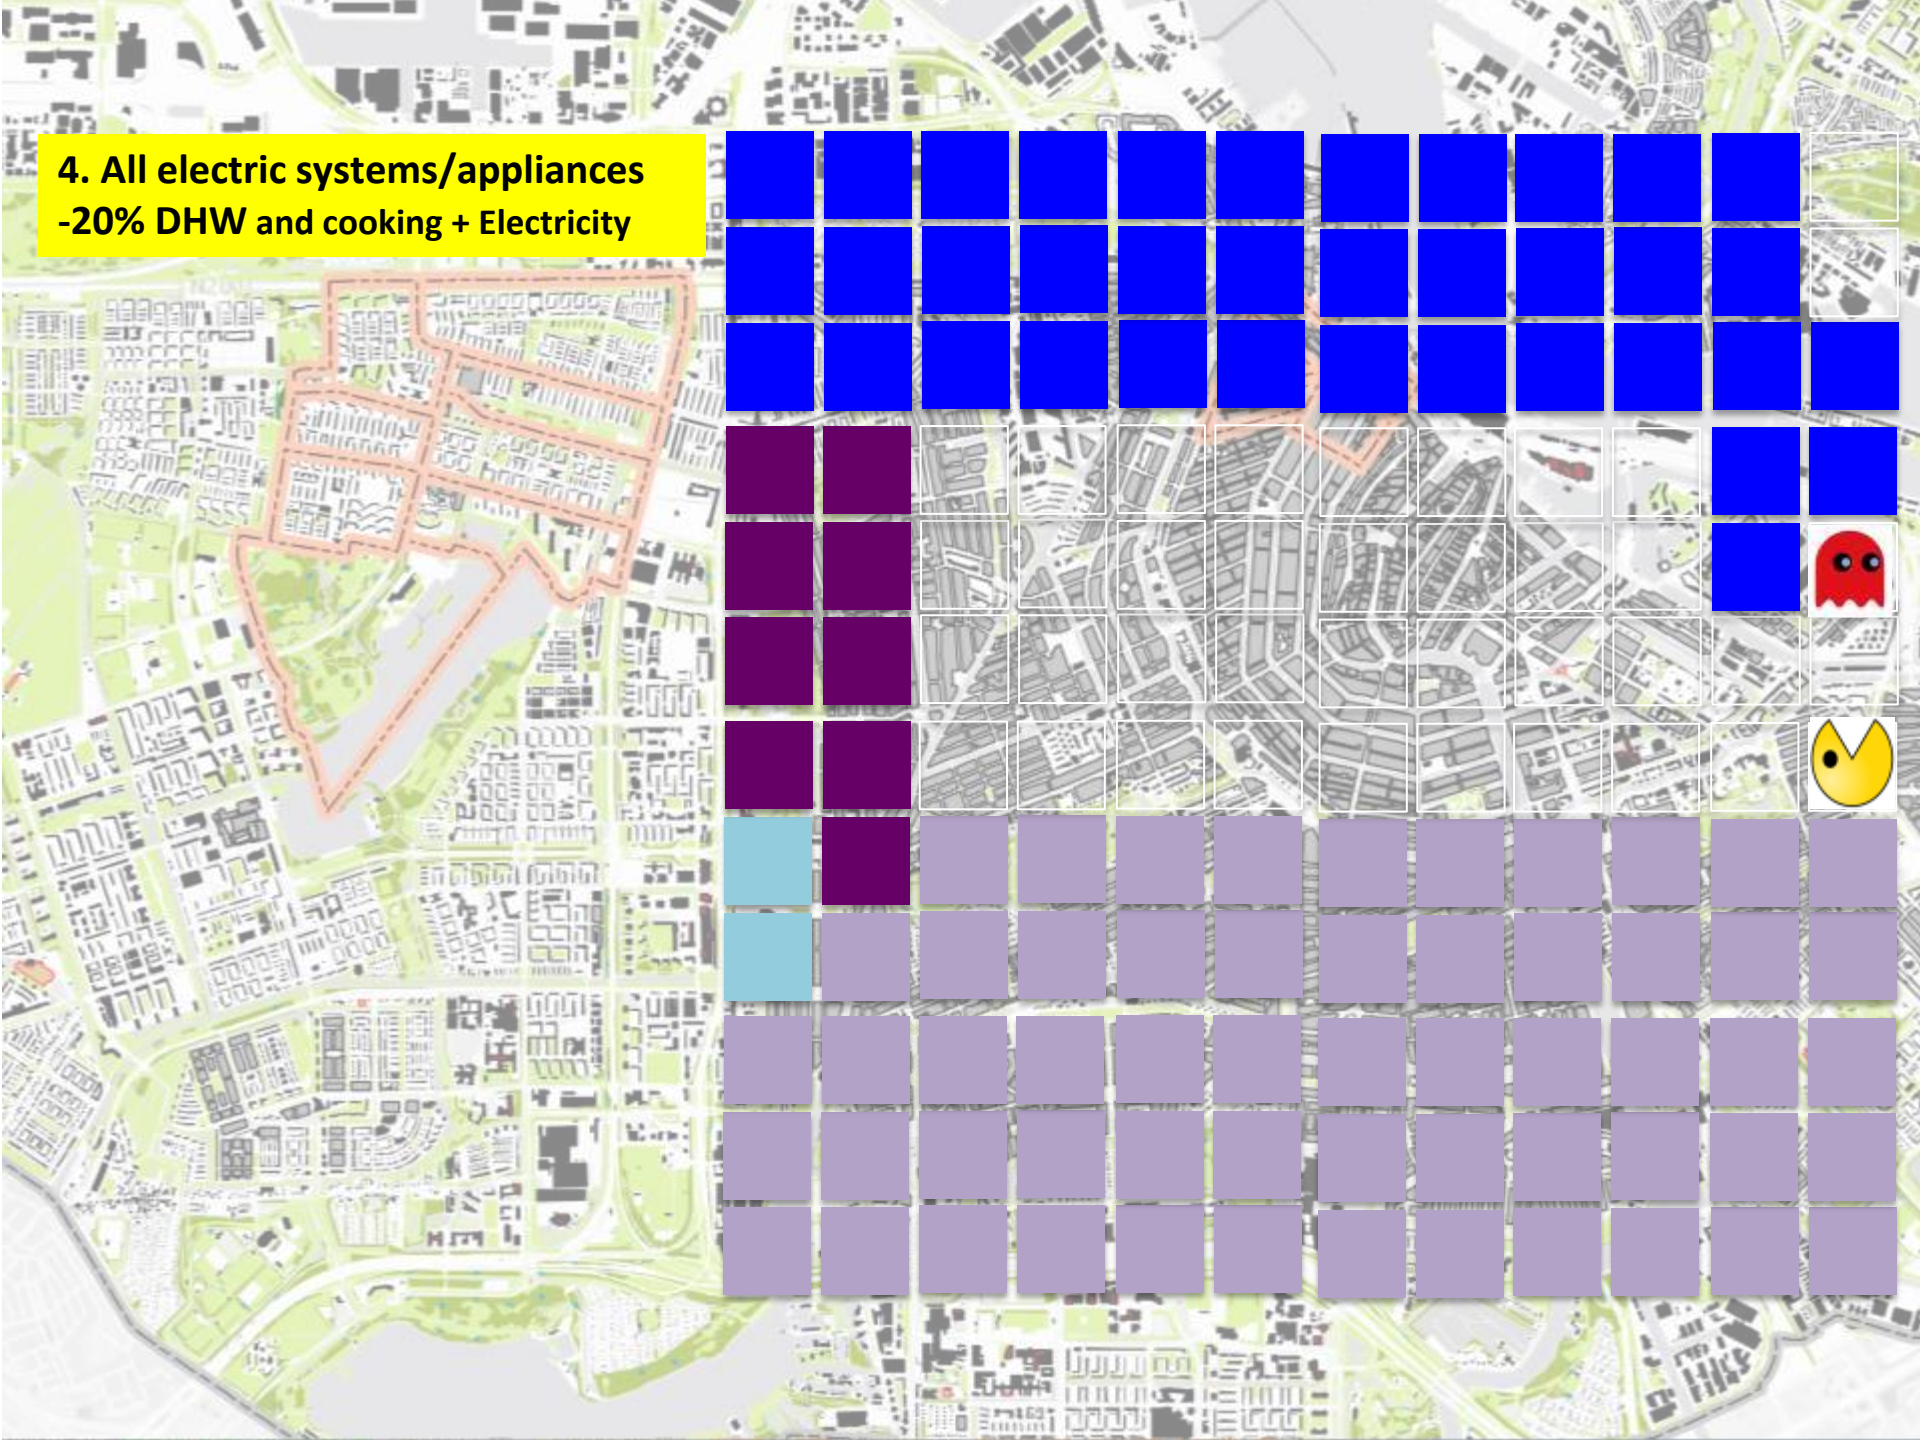 4. All electric systems/appliances
-20% DHW and cooking + Electricity